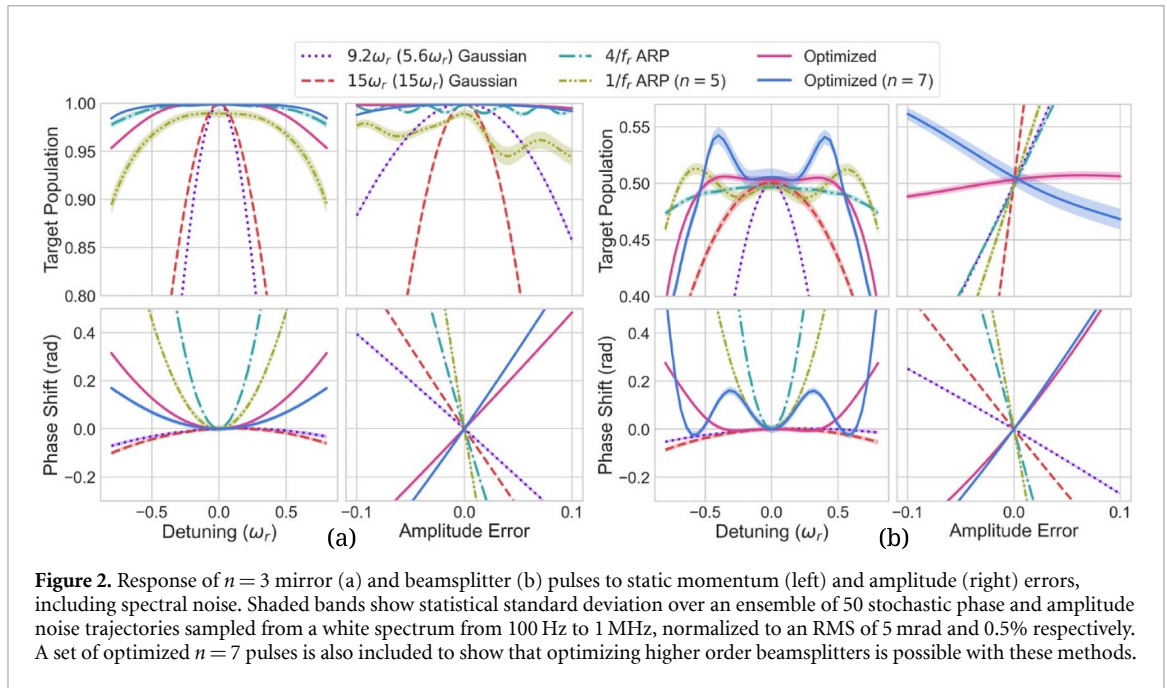 9.2ωᵣ (5.6ωᵣ) Gaussian
15ωᵣ (15ωᵣ) Gaussian
4/fᵣ ARP
1/fᵣ ARP (n = 5)
Optimized
Optimized (n = 7)
Target Population
1.00
0.95
0.90
0.85
0.80
Phase Shift (rad)
0.4
0.2
0.0
−0.2
−0.5 0.0 0.5
Detuning (ωᵣ)
−0.1 0.0 0.1
Amplitude Error
(a)
Target Population
0.55
0.50
0.45
0.40
Phase Shift (rad)
0.4
0.2
0.0
−0.2
−0.5 0.0 0.5
Detuning (ωᵣ)
−0.1 0.0 0.1
Amplitude Error
(b)
Figure 2. Response of n = 3 mirror (a) and beamsplitter (b) pulses to static momentum (left) and amplitude (right) errors,
including spectral noise. Shaded bands show statistical standard deviation over an ensemble of 50 stochastic phase and amplitude
noise trajectories sampled from a white spectrum from 100 Hz to 1 MHz, normalized to an RMS of 5 mrad and 0.5% respectively.
A set of optimized n = 7 pulses is also included to show that optimizing higher order beamsplitters is possible with these methods.